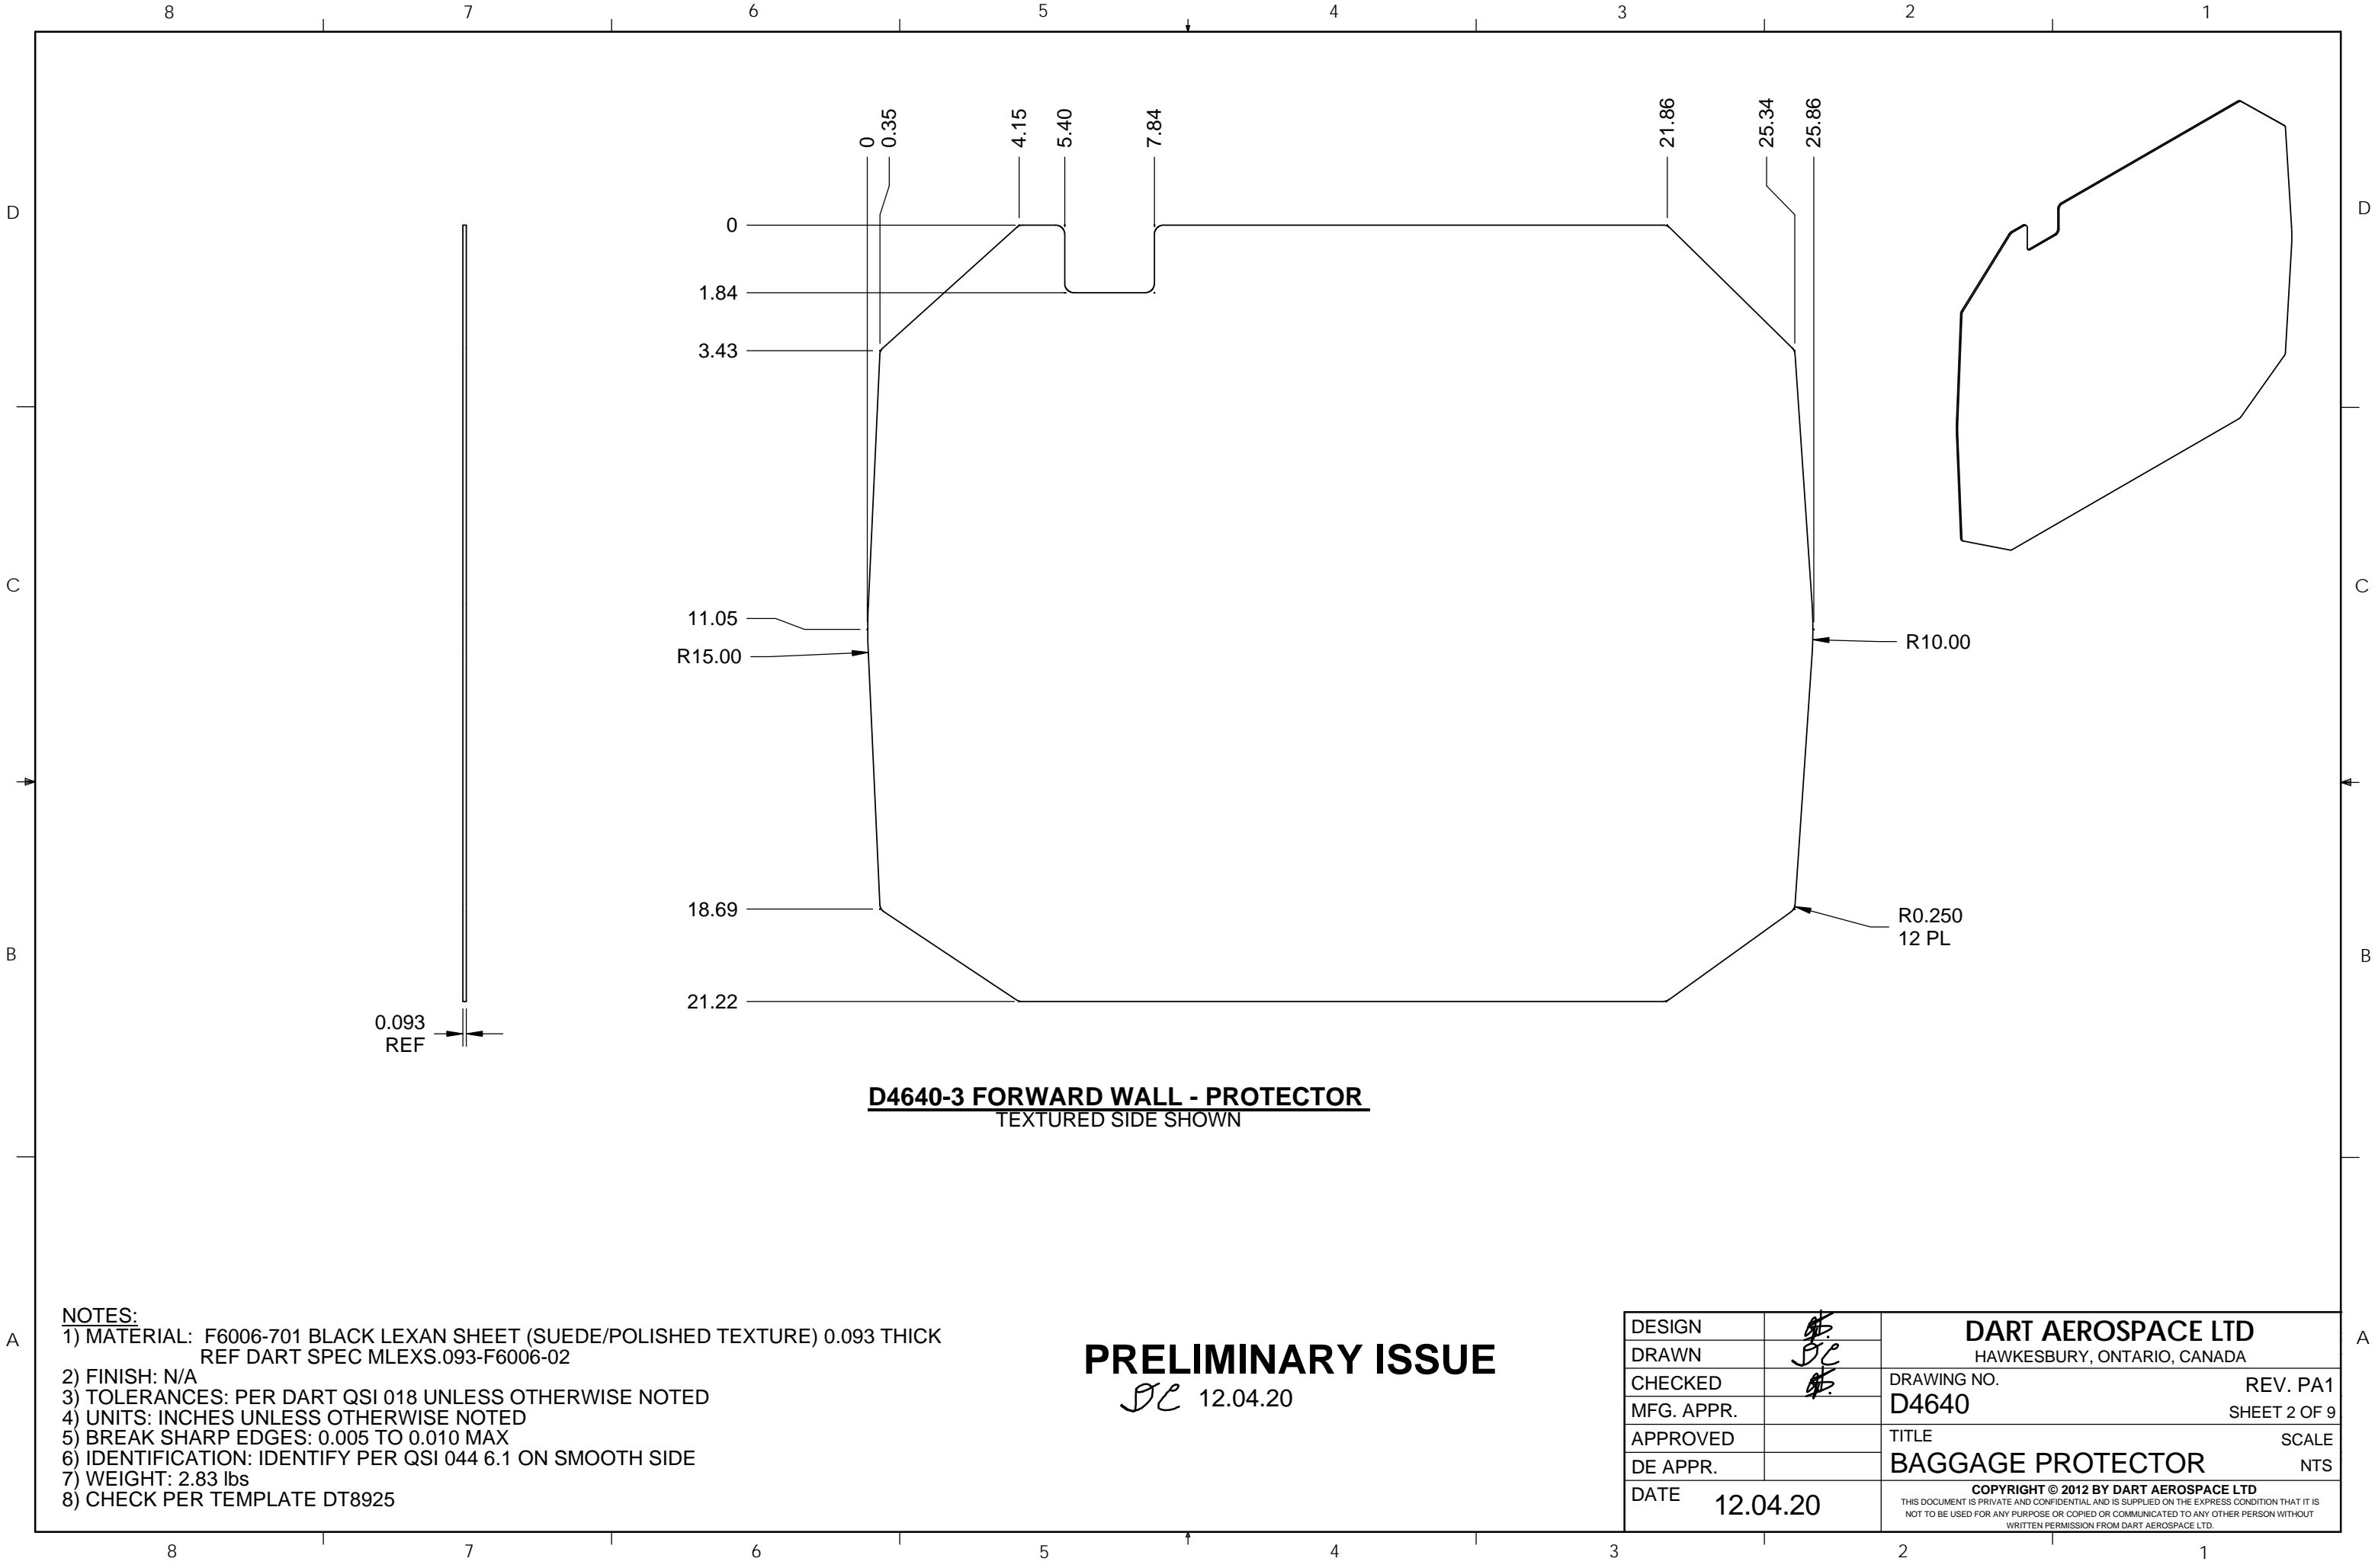 8 7 6 5 4 3 2 1
0
0.35
4.15
5.40
7.84
21.86
25.34
25.86
D
D
0
1.84
3.43
C
C
11.05
R15.00
R10.00
18.69
R0.250
12 PL
B
B
21.22
0.093
REF
D4640-3 FORWARD WALL - PROTECTOR
TEXTURED SIDE SHOWN
NOTES:
1) MATERIAL: F6006-701 BLACK LEXAN SHEET (SUEDE/POLISHED TEXTURE) 0.093 THICK
REF DART SPEC MLEXS.093-F6006-02
2) FINISH: N/A
3) TOLERANCES: PER DART QSI 018 UNLESS OTHERWISE NOTED
4) UNITS: INCHES UNLESS OTHERWISE NOTED
5) BREAK SHARP EDGES: 0.005 TO 0.010 MAX
6) IDENTIFICATION: IDENTIFY PER QSI 044 6.1 ON SMOOTH SIDE
7) WEIGHT: 2.83 lbs
8) CHECK PER TEMPLATE DT8925
A
A
PRELIMINARY ISSUE
DC 12.04.20
DESIGN
DRAWN DC
CHECKED
MFG. APPR.
APPROVED
DE APPR.
DATE 12.04.20
DART AEROSPACE LTD
HAWKESBURY, ONTARIO, CANADA
DRAWING NO. REV. PA1
D4640 SHEET 2 OF 9
TITLE SCALE
BAGGAGE PROTECTOR NTS
COPYRIGHT © 2012 BY DART AEROSPACE LTD
THIS DOCUMENT IS PRIVATE AND CONFIDENTIAL AND IS SUPPLIED ON THE EXPRESS CONDITION THAT IT IS
NOT TO BE USED FOR ANY PURPOSE OR COPIED OR COMMUNICATED TO ANY OTHER PERSON WITHOUT
WRITTEN PERMISSION FROM DART AEROSPACE LTD.
8 7 6 5 4 3 2 1